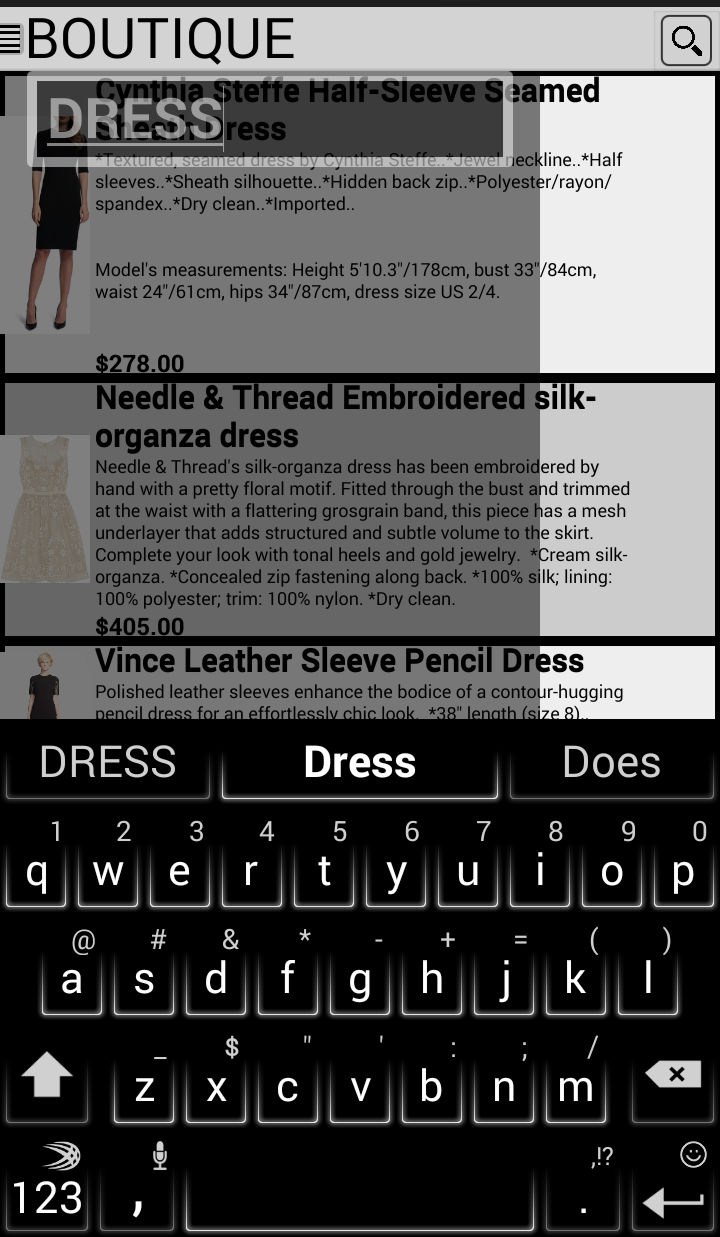 BOUTIQUE
Cynthia Steffe Half-Sleeve Seamed
DRESS
Sheath Dress
*Textured, seamed dress by Cynthia Steffe..*Jewel neckline..*Half
sleeves..*Sheath silhouette..*Hidden back zip..*Polyester/rayon/
spandex..*Dry clean..*Imported..
Model's measurements: Height 5'10.3"/178cm, bust 33"/84cm,
waist 24"/61cm, hips 34"/87cm, dress size US 2/4.
$278.00
Needle & Thread Embroidered silk-
organza dress
Needle & Thread's silk-organza dress has been embroidered by
hand with a pretty floral motif. Fitted through the bust and trimmed
at the waist with a flattering grosgrain band, this piece has a mesh
underlayer that adds structured and subtle volume to the skirt.
Complete your look with tonal heels and gold jewelry.  *Cream silk-
organza. *Concealed zip fastening along back. *100% silk; lining:
100% polyester; trim: 100% nylon. *Dry clean.
$405.00
Vince Leather Sleeve Pencil Dress
Polished leather sleeves enhance the bodice of a contour-hugging
pencil dress for an effortlessly chic look.  *38" length (size 8)..
DRESS Dress Does
1 2 3 4 5 6 7 8 9 0
q w e r t y u i o p
@ # & * - + = ( )
a s d f g h j k l
_ $ " ' : ; /
z x c v b n m
,!?
123 , .